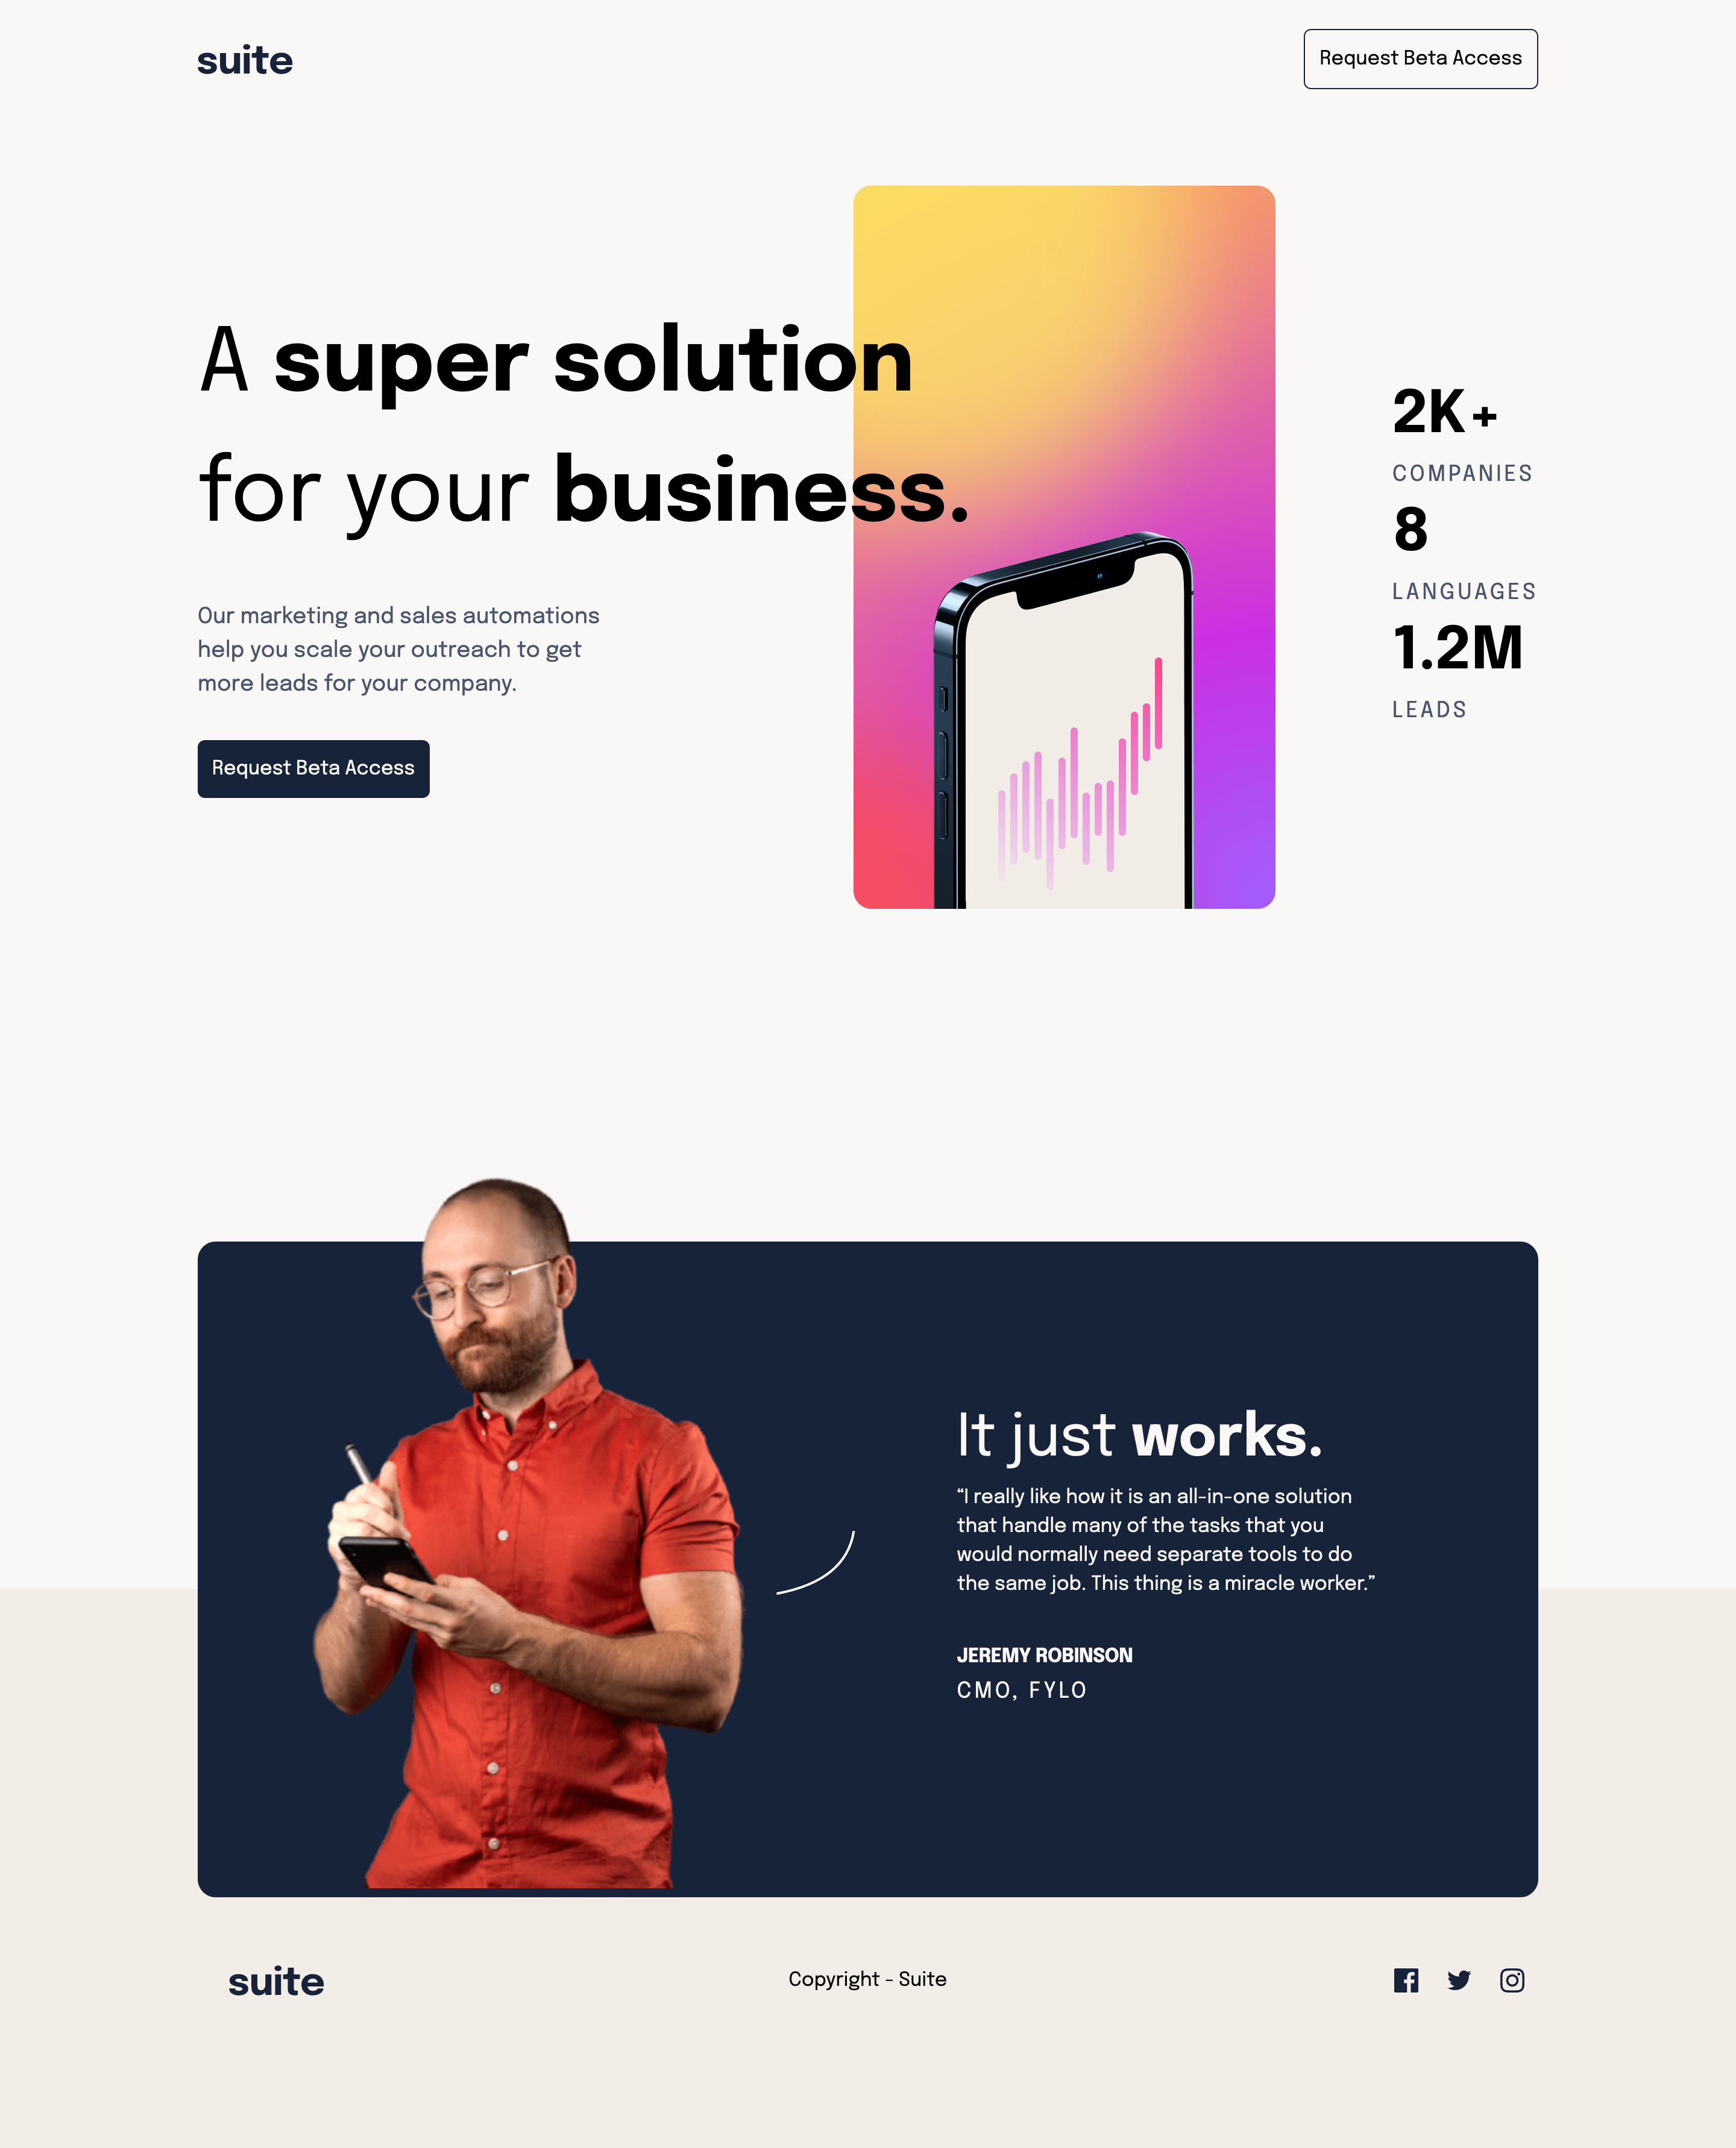 suite
Request Beta Access
A super solution
for your business.
Our marketing and sales automations
help you scale your outreach to get
more leads for your company.
Request Beta Access
2K+
COMPANIES
8
LANGUAGES
1.2M
LEADS
It just works.
“I really like how it is an all-in-one solution
that handle many of the tasks that you
would normally need separate tools to do
the same job. This thing is a miracle worker.”
JEREMY ROBINSON
CMO, FYLO
suite
Copyright - Suite